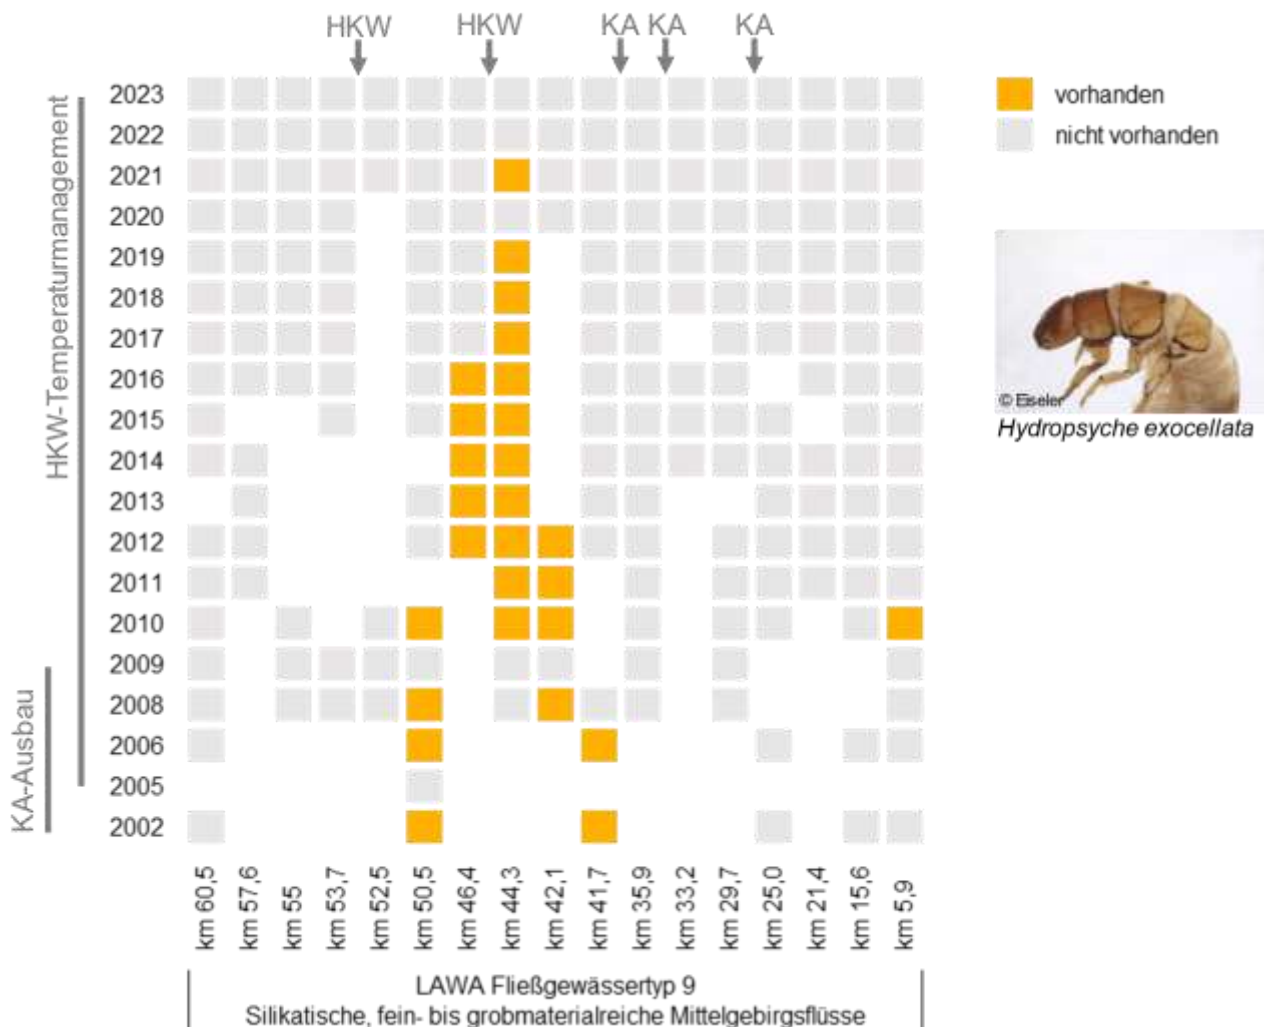 HKW HKW KA KA KA
HKW-Temperaturmanagement
KA-Ausbau
2023
2022
2021
2020
2019
2018
2017
2016
2015
2014
2013
2012
2011
2010
2009
2008
2006
2005
2002
km 60,5
km 57,6
km 55
km 53,7
km 52,5
km 50,5
km 46,4
km 44,3
km 42,1
km 41,7
km 35,9
km 33,2
km 29,7
km 25,0
km 21,4
km 15,6
km 5,9
LAWA Fließgewässertyp 9
Silikatische, fein- bis grobmaterialreiche Mittelgebirgsflüsse
vorhanden
nicht vorhanden
© Eiseler
Hydropsyche exocellata